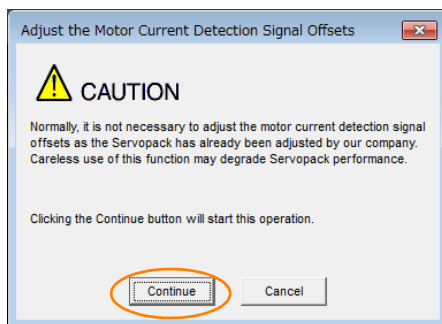 Adjust the Motor Current Detection Signal Offsets
CAUTION
Normally, it is not necessary to adjust the motor current detection signal
offsets as the Servopack has already been adjusted by our company.
Careless use of this function may degrade Servopack performance.
Clicking the Continue button will start this operation.
Continue Cancel